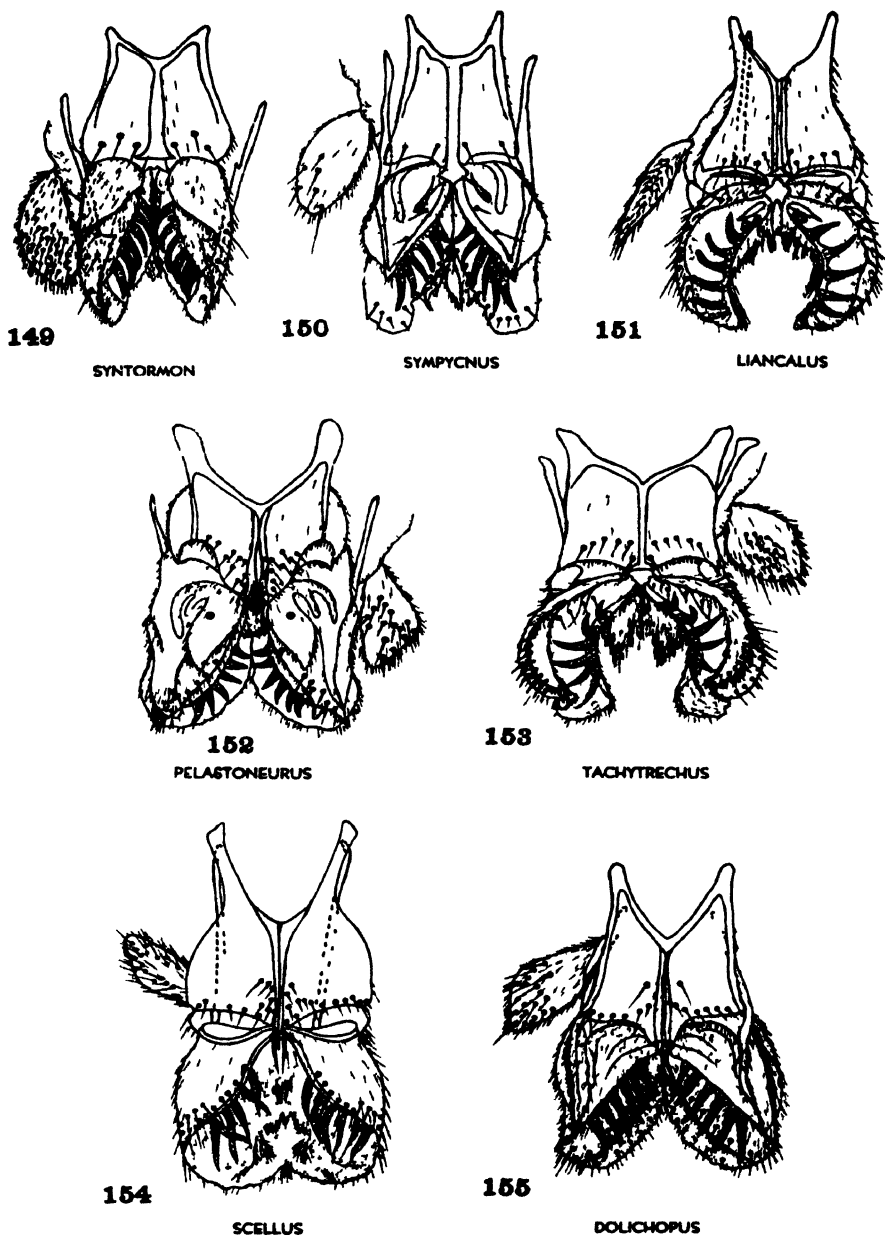 149
SYNTORMON
150
SYMPYCNUS
151
LIANCALUS
152
PELASTONEURUS
153
TACHYTRECHUS
154
SCELLUS
155
DOLICHOPUS